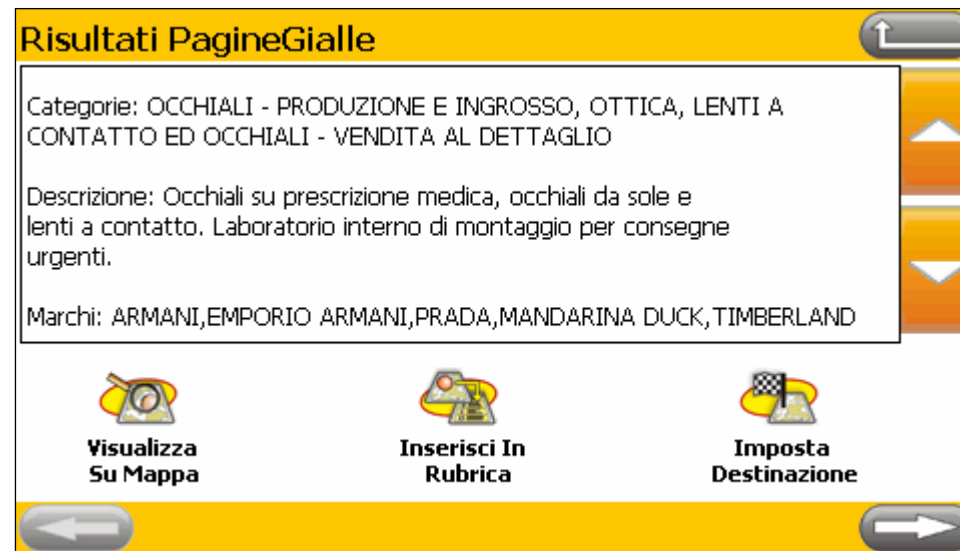 Risultati PagineGialle
Categorie: OCCHIALI - PRODUZIONE E INGROSSO, OTTICA, LENTI A
CONTATTO ED OCCHIALI - VENDITA AL DETTAGLIO
Descrizione: Occhiali su prescrizione medica, occhiali da sole e
lenti a contatto. Laboratorio interno di montaggio per consegne
urgenti.
Marchi: ARMANI,EMPORIO ARMANI,PRADA,MANDARINA DUCK,TIMBERLAND
Visualizza
Su Mappa
Inserisci In
Rubrica
Imposta
Destinazione